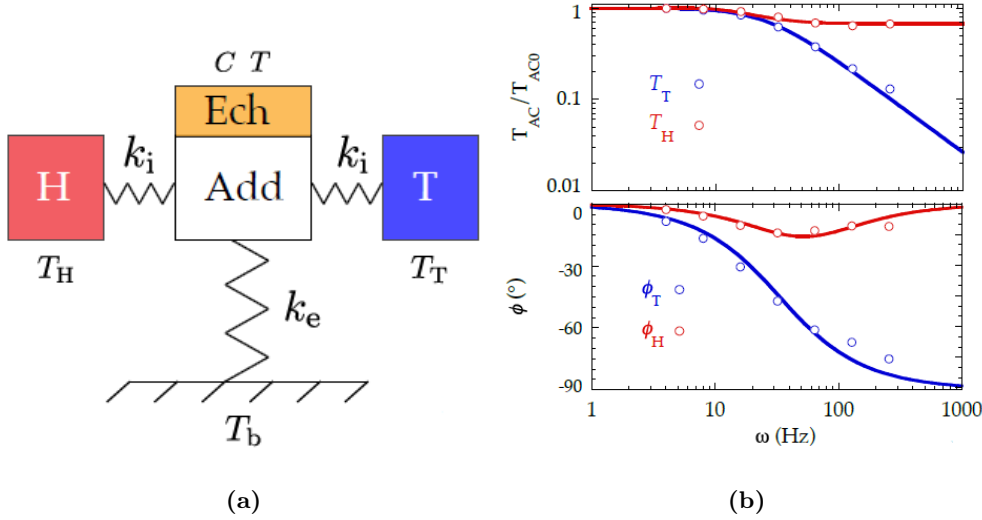 C T
Ech
H
k_i
Add
k_i
T
T_H
T_T
k_e
T_b
(a)
T_AC/T_AC0
1
0.1
0.01
T_T
T_H
ϕ (°)
0
-30
-60
-90
ϕ_T
ϕ_H
1
10
100
1000
ω (Hz)
(b)